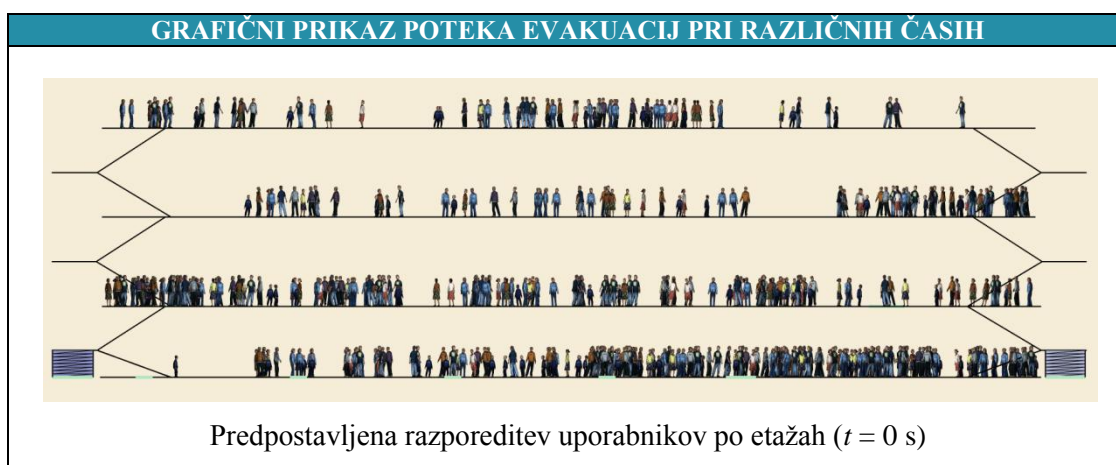 GRAFIČNI PRIKAZ POTEKA EVAKUACIJ PRI RAZLIČNIH ČASIH
Predpostavljena razporeditev uporabnikov po etažah (t = 0 s)